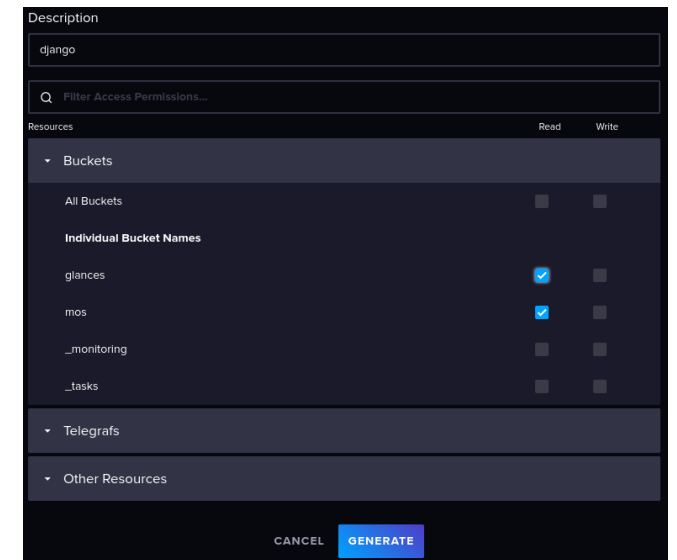 Description
django
Filter Access Permissions...
Resources Read Write
Buckets
All Buckets
Individual Bucket Names
glances
mos
_monitoring
_tasks
Telegrafs
Other Resources
CANCEL GENERATE